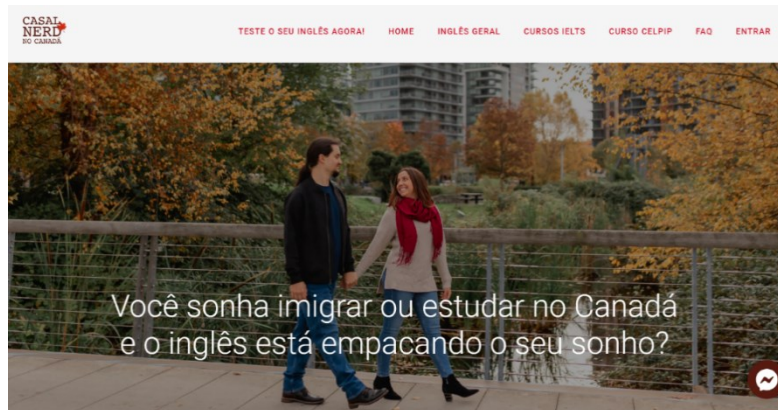 CASAL
NERD
NO CANADÁ
TESTE O SEU INGLÊS AGORA! HOME INGLÊS GERAL CURSOS IELTS CURSO CELPIP FAQ ENTRAR
Você sonha imigrar ou estudar no Canadá
e o inglês está empacando o seu sonho?